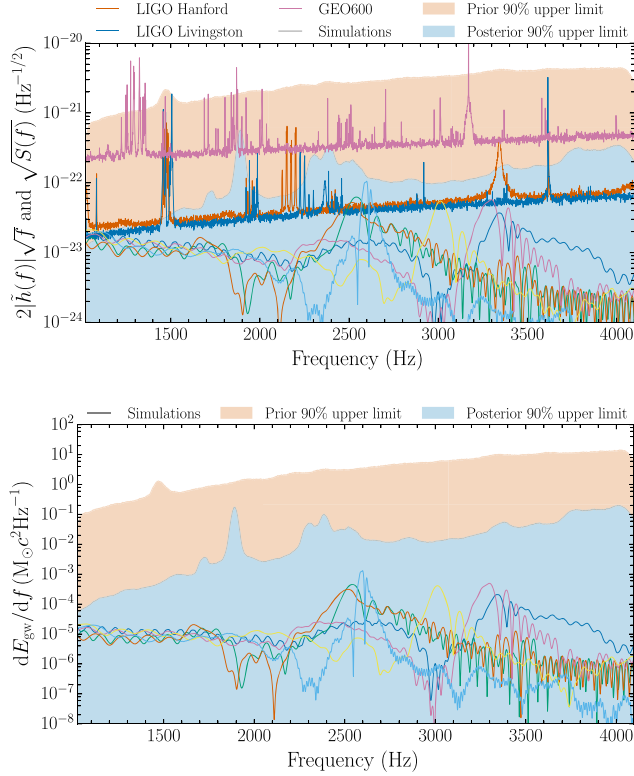 LIGO Hanford GEO600 Prior 90% upper limit
LIGO Livingston Simulations Posterior 90% upper limit
10⁻²⁰
10⁻²¹
10⁻²²
10⁻²³
10⁻²⁴
2|h̃(f)|√f and √S(f) (Hz⁻¹/²)
1500 2000 2500 3000 3500 4000
Frequency (Hz)
Simulations Prior 90% upper limit Posterior 90% upper limit
10²
10¹
10⁰
10⁻¹
10⁻²
10⁻³
10⁻⁴
10⁻⁵
10⁻⁶
10⁻⁷
10⁻⁸
dE_gw/df (M_⊙c²Hz⁻¹)
1500 2000 2500 3000 3500 4000
Frequency (Hz)